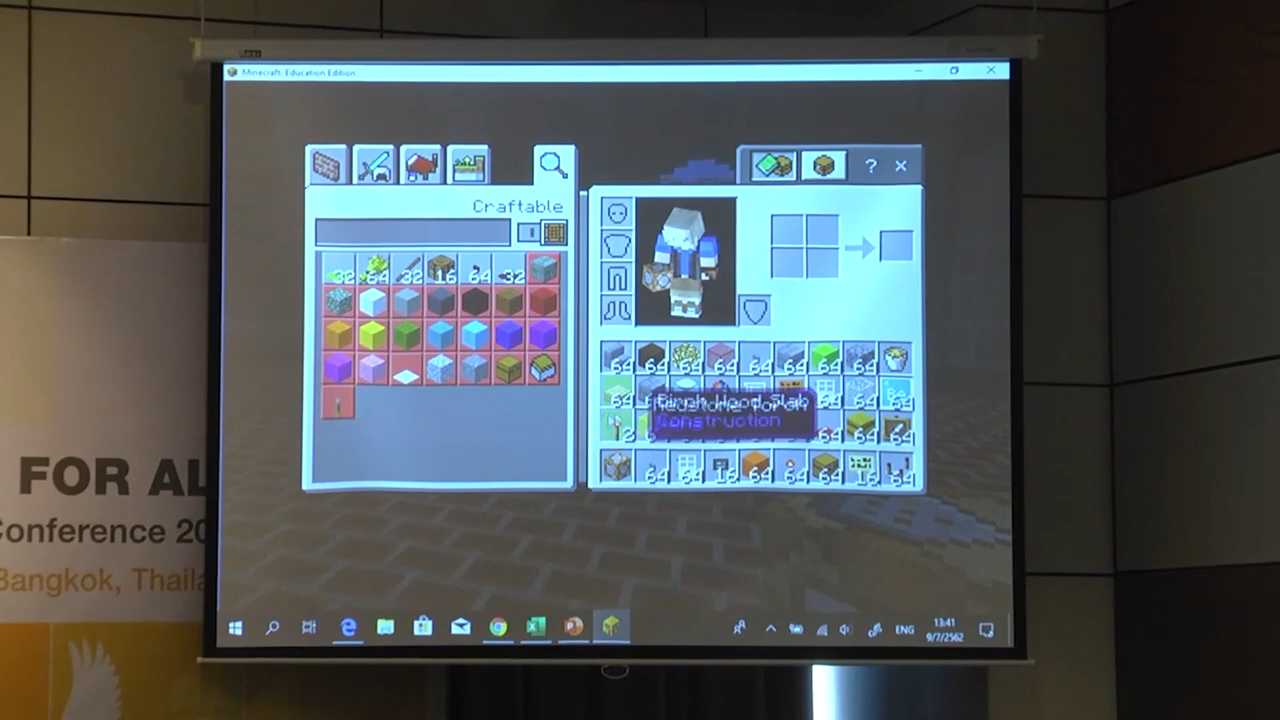 Minecraft: Education Edition
Craftable
32 64 32 16 64 32
64 64 64 64 64 64 64 64
64 64 64 64
Birch Wood Slab
Construction
2 64 64 64
64 64 16 64 64 64 16 64
FOR AL
Conference 20
Bangkok, Thaila
ENG
13:41
9/7/2562